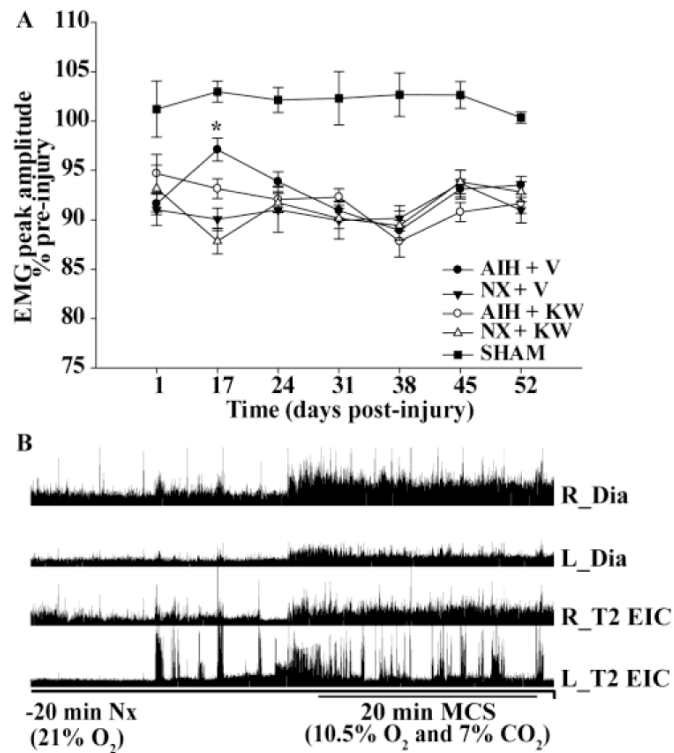 A
EMG peak amplitude
% pre-injury
110
105
100
95
90
85
80
75
*
AIH + V
NX + V
AIH + KW
NX + KW
SHAM
1 17 24 31 38 45 52
Time (days post-injury)
B
R_Dia
L_Dia
R_T2 EIC
L_T2 EIC
-20 min Nx
(21% O₂)
20 min MCS
(10.5% O₂ and 7% CO₂)